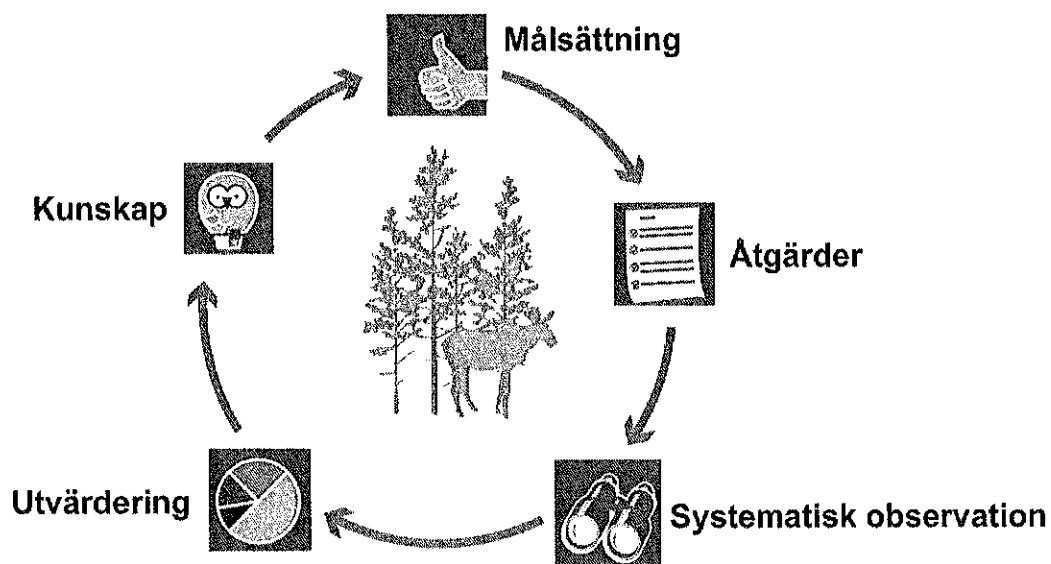 Målsättning
Åtgärder
Systematisk observation
Utvärdering
Kunskap